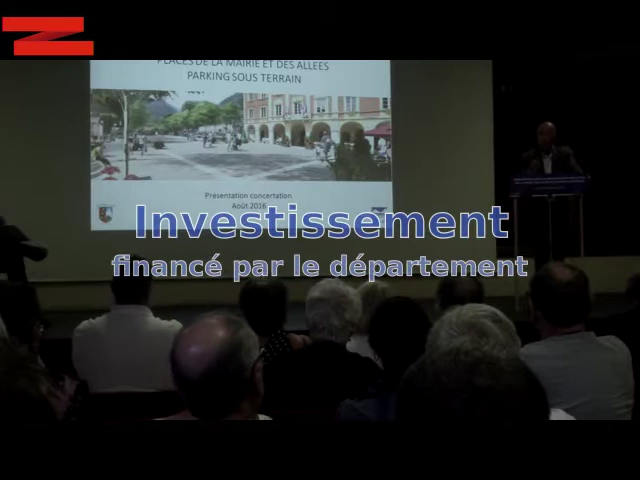 PLACES DE LA MAIRIE ET DES ALLEES
PARKING SOUS TERRAIN
Présentation concertation
Août 2016
Investissement
financé par le département